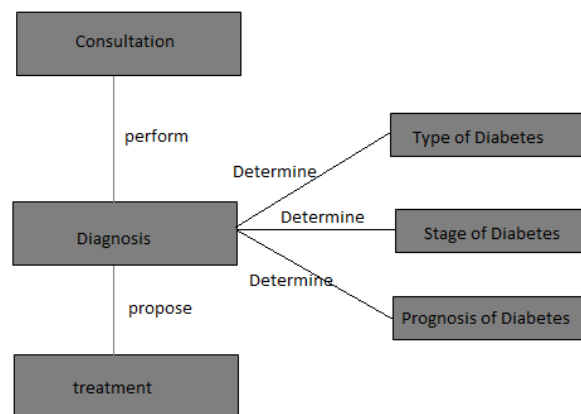 Consultation
perform
Type of Diabetes
Determine
Determine
Stage of Diabetes
Diagnosis
Determine
propose
Prognosis of Diabetes
treatment